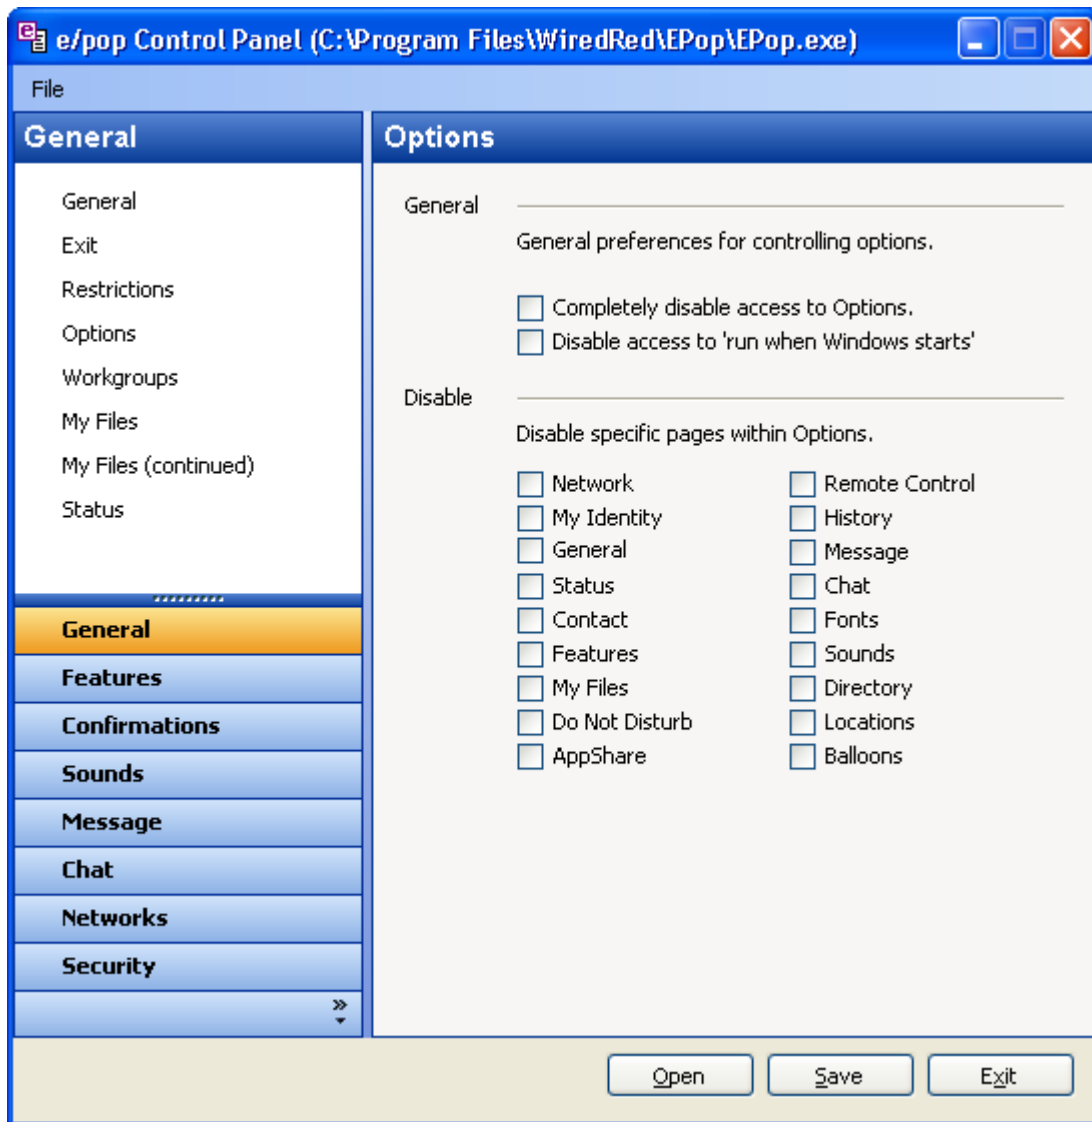 e/pop Control Panel (C:\Program Files\WiredRed\EPop\EPop.exe)
File
General
General
Exit
Restrictions
Options
Workgroups
My Files
My Files (continued)
Status
General
Features
Confirmations
Sounds
Message
Chat
Networks
Security
Options
General
General preferences for controlling options.
Completely disable access to Options.
Disable access to 'run when Windows starts'
Disable
Disable specific pages within Options.
Network
My Identity
General
Status
Contact
Features
My Files
Do Not Disturb
AppShare
Remote Control
History
Message
Chat
Fonts
Sounds
Directory
Locations
Balloons
Open
Save
Exit